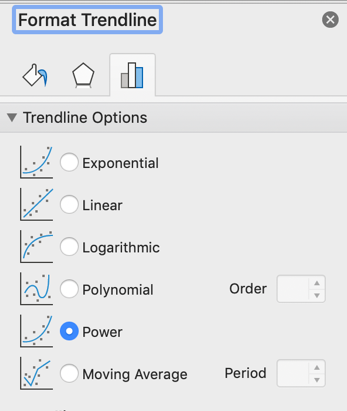 Format Trendline
Trendline Options
Exponential
Linear
Logarithmic
Polynomial Order
Power
Moving Average Period